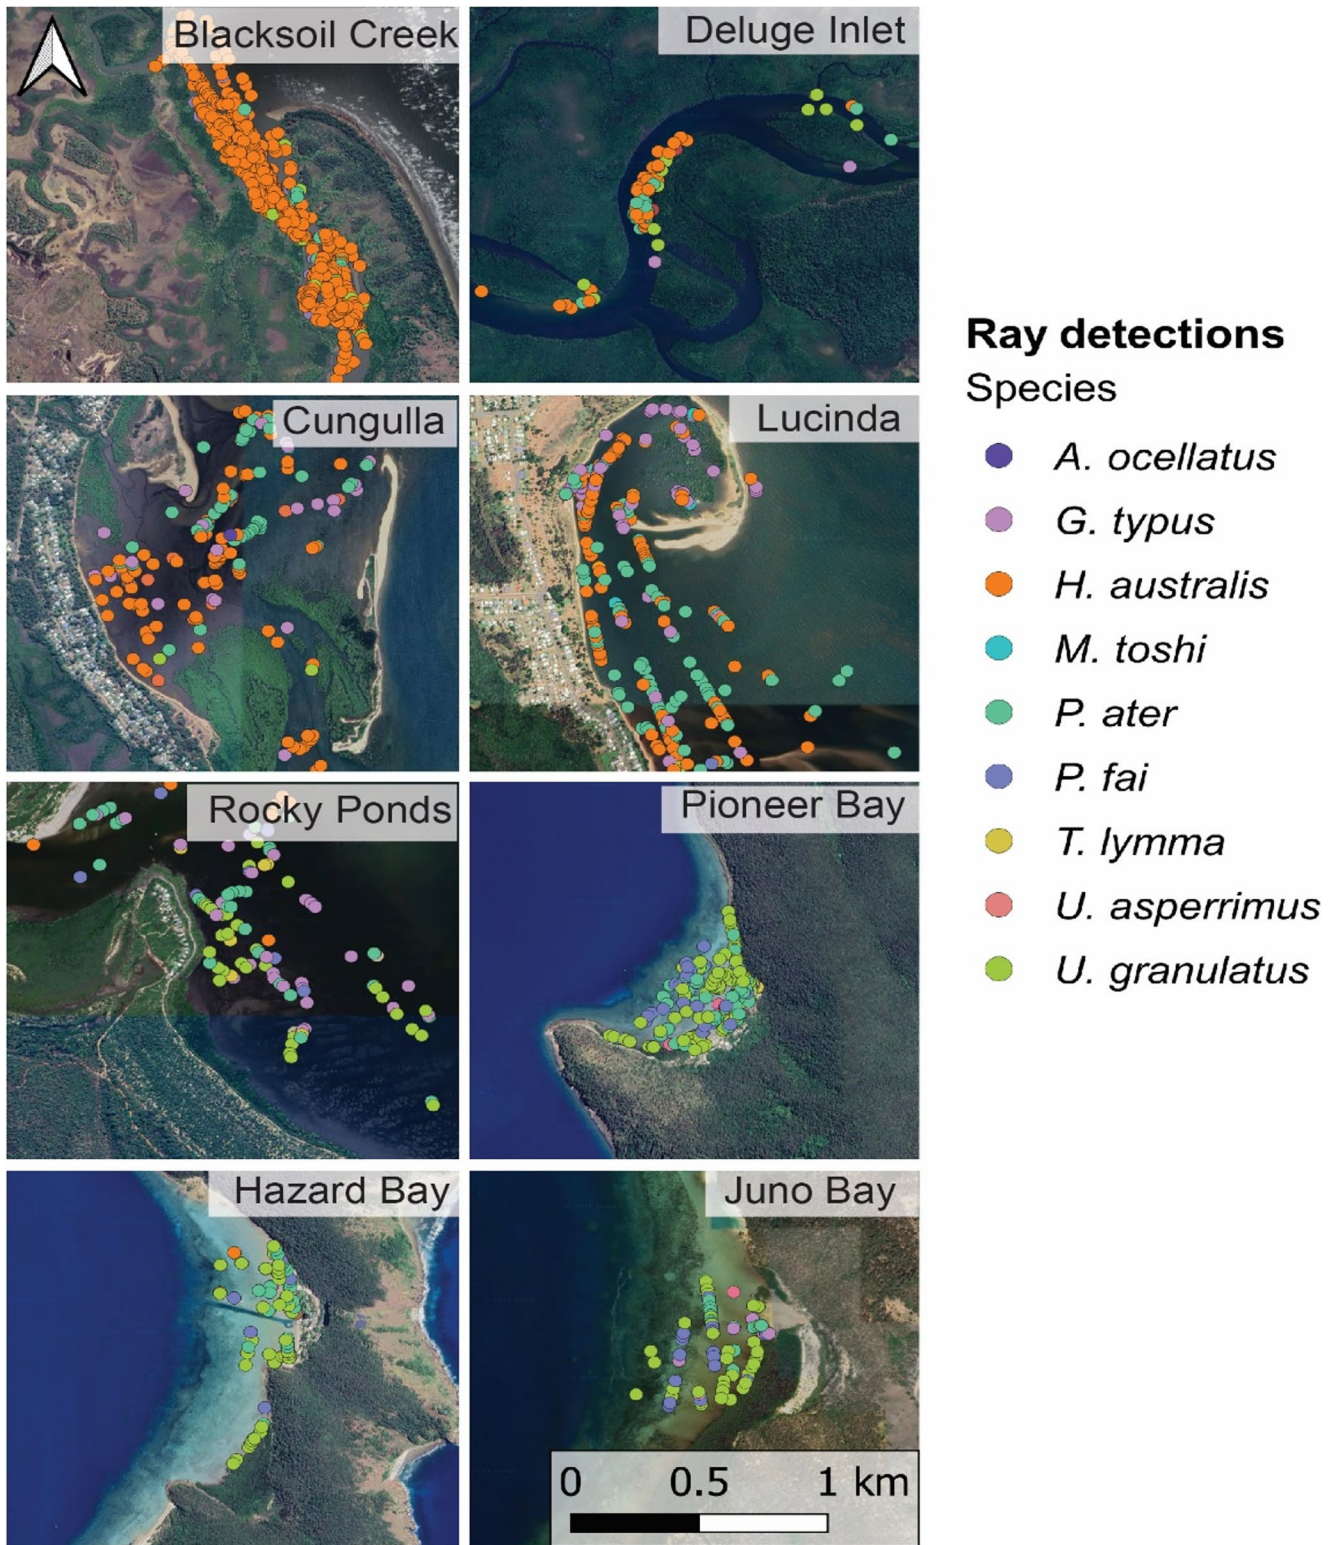 Blacksoil Creek
Deluge Inlet
Cungulla
Lucinda
Rocky Ponds
Pioneer Bay
Hazard Bay
Juno Bay
0 0.5 1 km
Ray detections
Species
A. ocellatus
G. typus
H. australis
M. toshi
P. ater
P. fai
T. lymma
U. asperrimus
U. granulatus